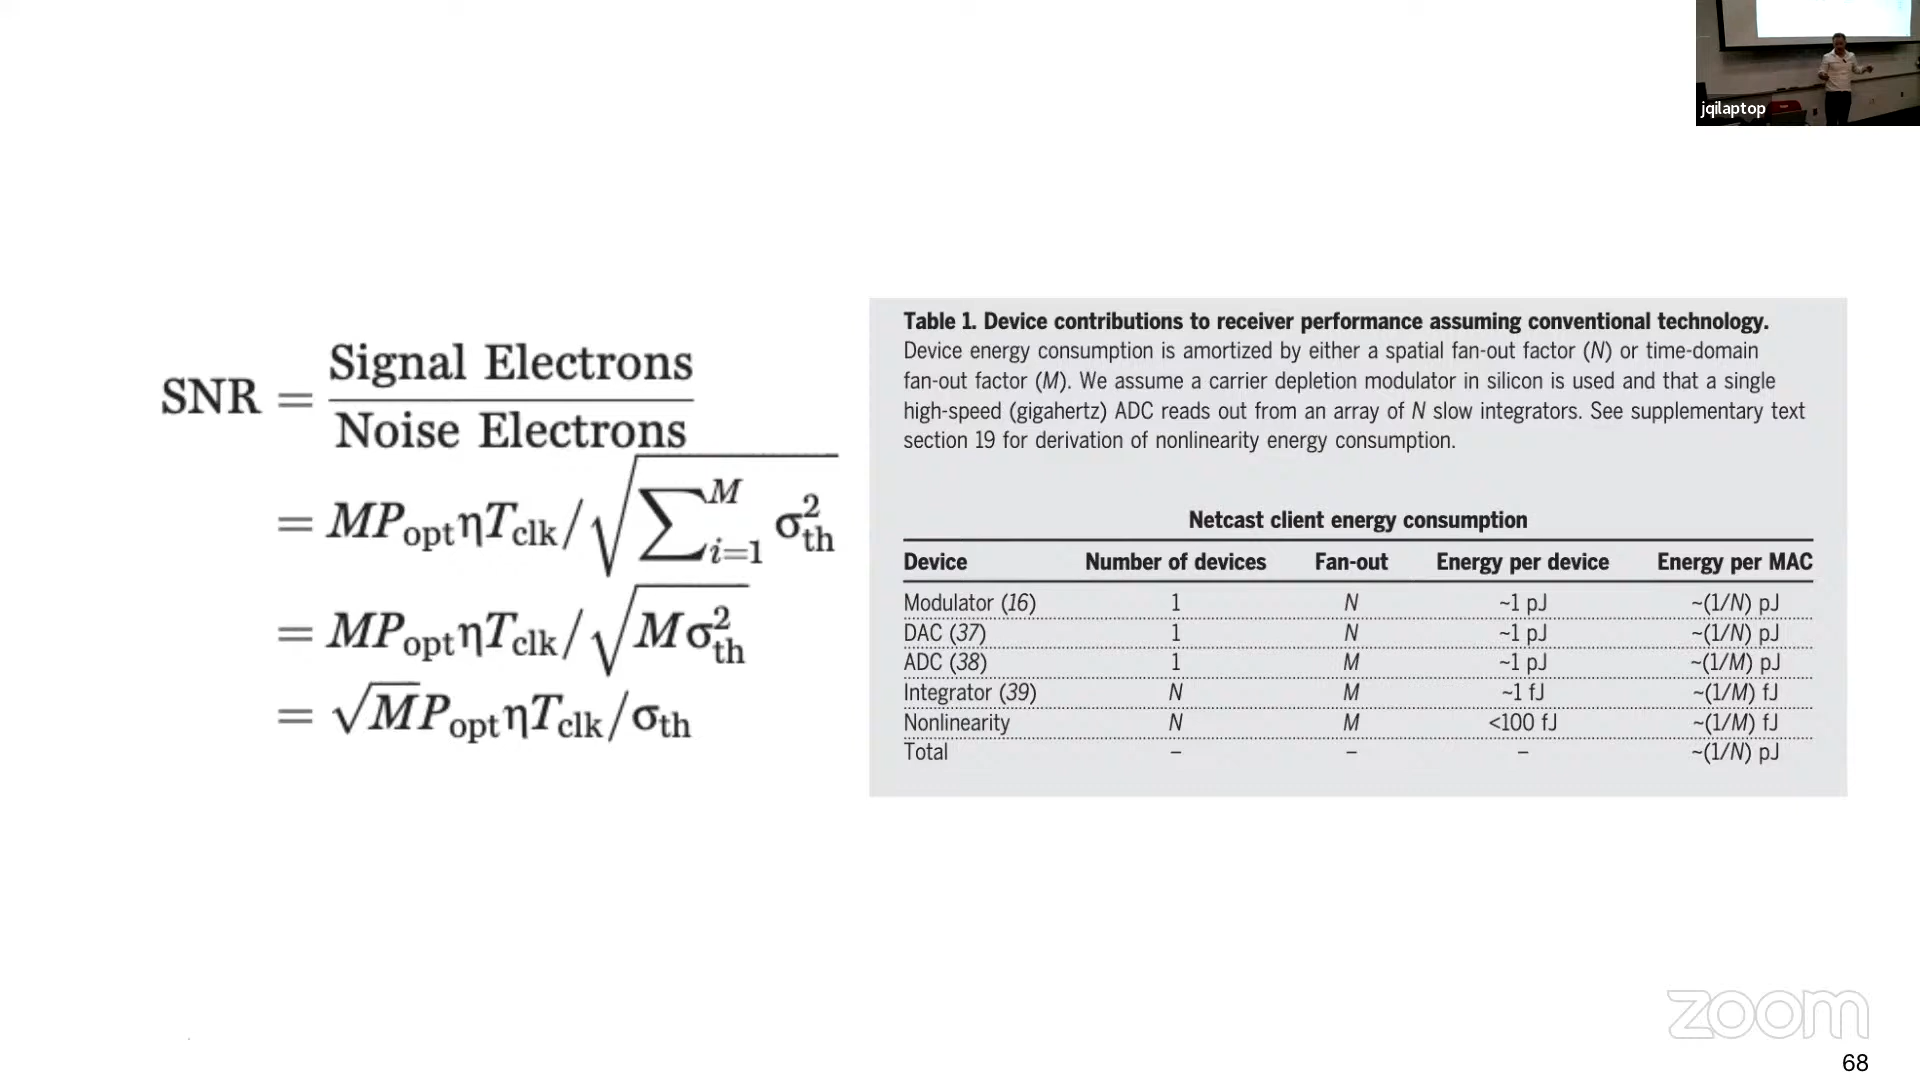 jqilaptop
SNR = Signal Electrons / Noise Electrons
= MP_opt ηT_clk / √(∑_{i=1}^{M} σ_th^2)
= MP_opt ηT_clk / √(Mσ_th^2)
= √M P_opt ηT_clk / σ_th
Table 1. Device contributions to receiver performance assuming conventional technology.
Device energy consumption is amortized by either a spatial fan-out factor (N) or time-domain
fan-out factor (M). We assume a carrier depletion modulator in silicon is used and that a single
high-speed (gigahertz) ADC reads out from an array of N slow integrators. See supplementary text
section 19 for derivation of nonlinearity energy consumption.
Netcast client energy consumption
Device Number of devices Fan-out Energy per device Energy per MAC
Modulator (16) 1 N ~1 pJ ~(1/N) pJ
DAC (37) 1 N ~1 pJ ~(1/N) pJ
ADC (38) 1 M ~1 pJ ~(1/M) pJ
Integrator (39) N M ~1 fJ ~(1/M) fJ
Nonlinearity N M <100 fJ ~(1/M) fJ
Total – – – ~(1/N) pJ
zoom
68